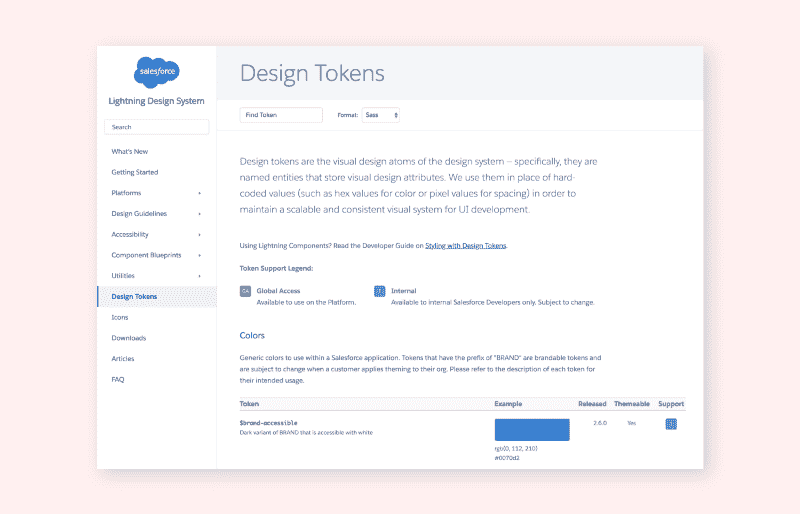 salesforce
Lightning Design System
Search
What's New
Getting Started
Platforms
Design Guidelines
Accessibility
Component Blueprints
Utilities
Design Tokens
Icons
Downloads
Articles
FAQ
Design Tokens
Find Token
Format: Sass
Design tokens are the visual design atoms of the design system — specifically, they are
named entities that store visual design attributes. We use them in place of hard-
coded values (such as hex values for color or pixel values for spacing) in order to
maintain a scalable and consistent visual system for UI development.
Using Lightning Components? Read the Developer Guide on Styling with Design Tokens.
Token Support Legend:
GA Global Access
Available to use on the Platform.
I Internal
Available to internal Salesforce Developers only. Subject to change.
Colors
Generic colors to use within a Salesforce application. Tokens that have the prefix of "BRAND" are brandable tokens and
are subject to change when a customer applies theming to their org. Please refer to the description of each token for
their intended usage.
Token Example Released Themeable Support
$brand-accessible 2.6.0 Yes I
Dark variant of BRAND that is accessible with white
rgb(0, 112, 210)
#0070d2